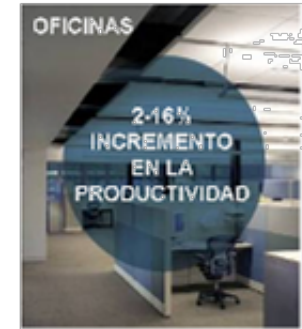 OFICINAS
2-16%
INCREMENTO
EN LA
PRODUCTIVIDAD